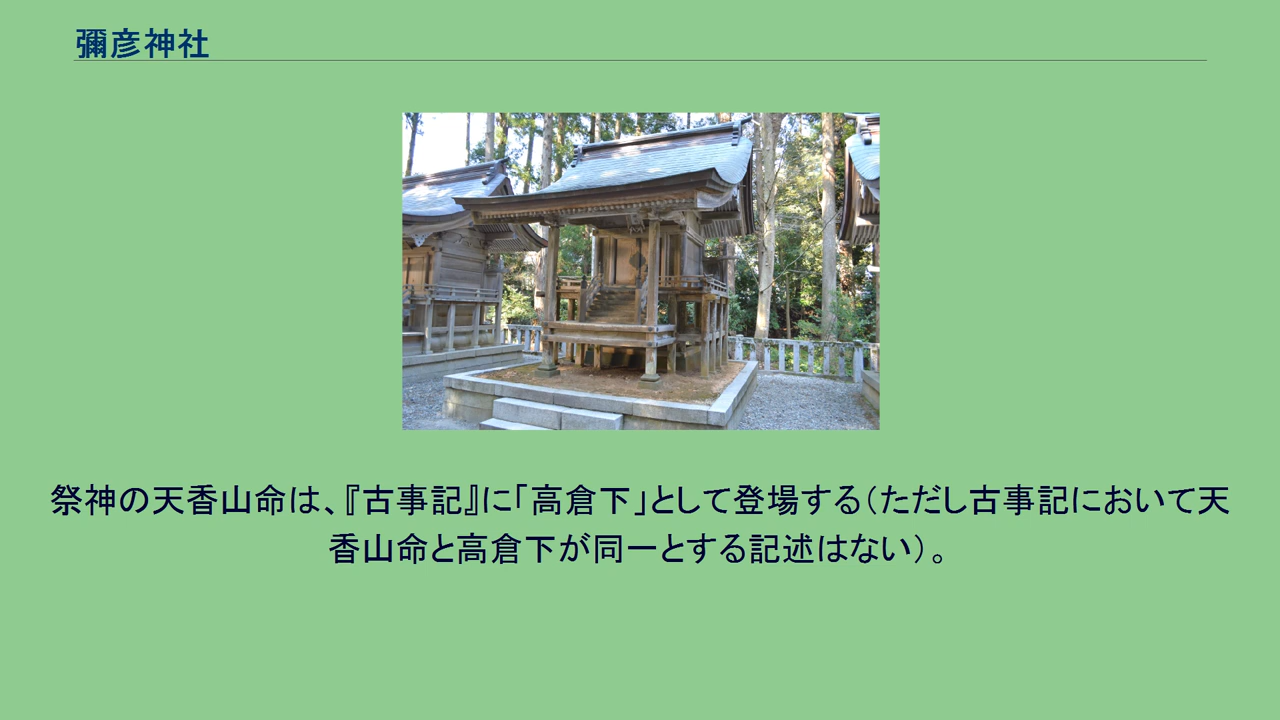 彌彦神社
祭神の天香山命は、『古事記』に「高倉下」として登場する（ただし古事記において天
香山命と高倉下が同一とする記述はない）。